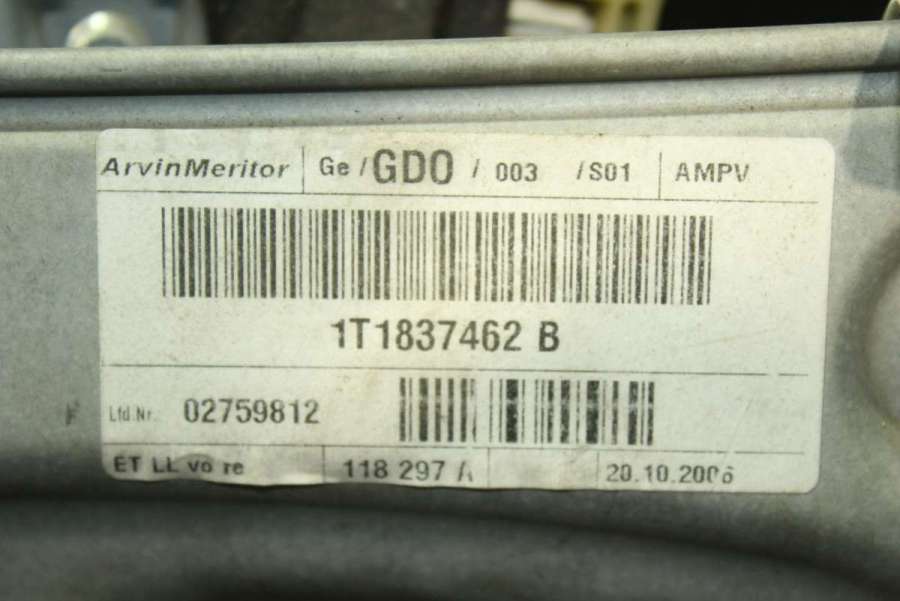 ArvinMeritor Ge / GDO / 003 / S01 AMPV
1T1837462 B
Lfd.Nr. 02759812
ET LL vo re 118 297 A 20.10.2006